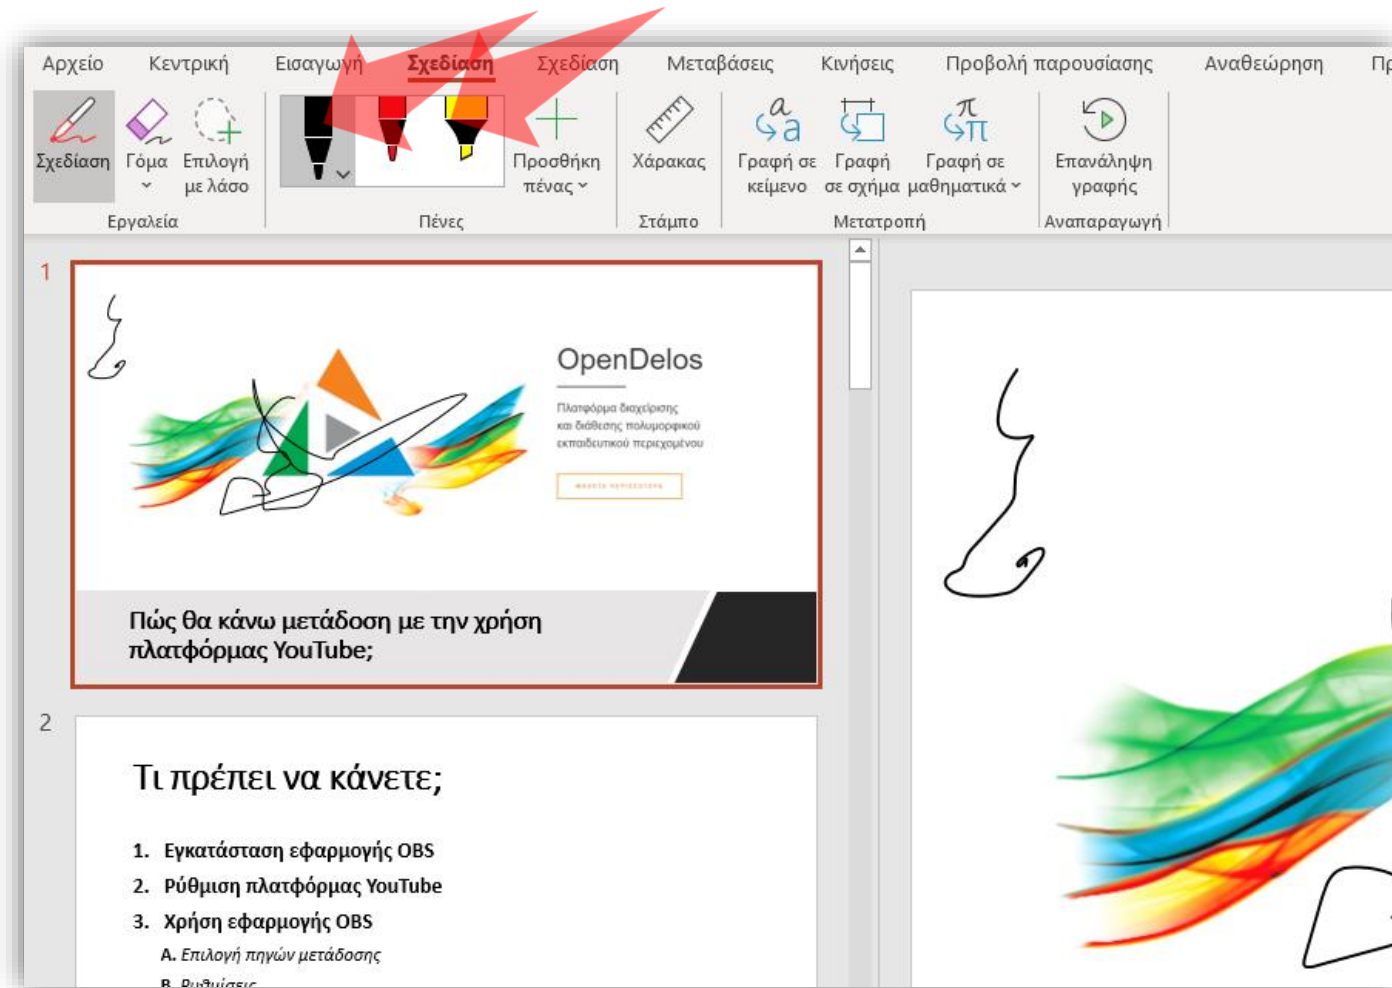 Αρχείο Κεντρική Εισαγωγή Σχεδίαση Σχεδίαση Μεταβάσεις Κινήσεις Προβολή παρουσίασης Αναθεώρηση Πρ
Σχεδίαση Γόμα Επιλογή με λάσο Προσθήκη πένας Χάρακας Γραφή σε κείμενο Γραφή σε σχήμα Γραφή σε μαθηματικά Επανάληψη γραφής
Εργαλεία Πένες Στάμπο Μετατροπή Αναπαραγωγή
1
OpenDelos
Πλατφόρμα διαχείρισης
και διάθεσης πολυμορφικού
εκπαιδευτικού περιεχομένου
Πώς θα κάνω μετάδοση με την χρήση
πλατφόρμας YouTube;
2
Τι πρέπει να κάνετε;
1. Εγκατάσταση εφαρμογής OBS
2. Ρύθμιση πλατφόρμας YouTube
3. Χρήση εφαρμογής OBS
A. Επιλογή πηγών μετάδοσης
B. Ρυθμίσεις